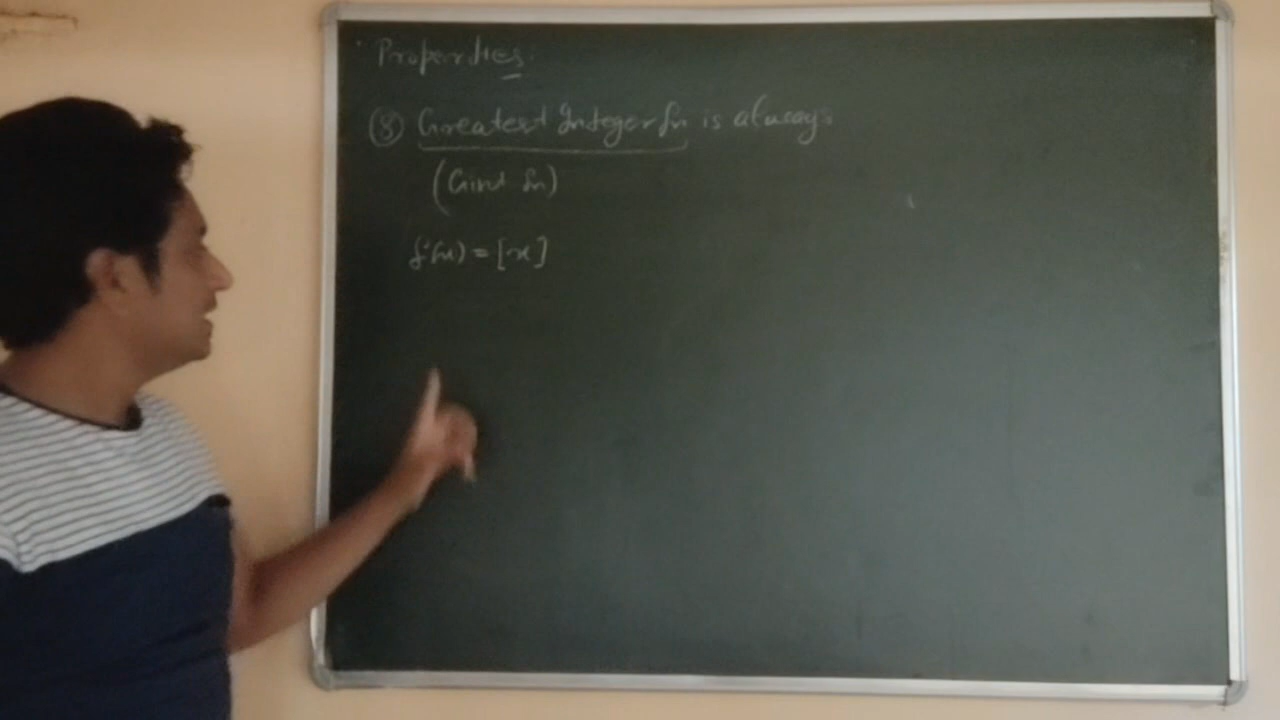 Properties:
(8) Greatest Integer fn is always
(Gint fn)
f(x) = [x]